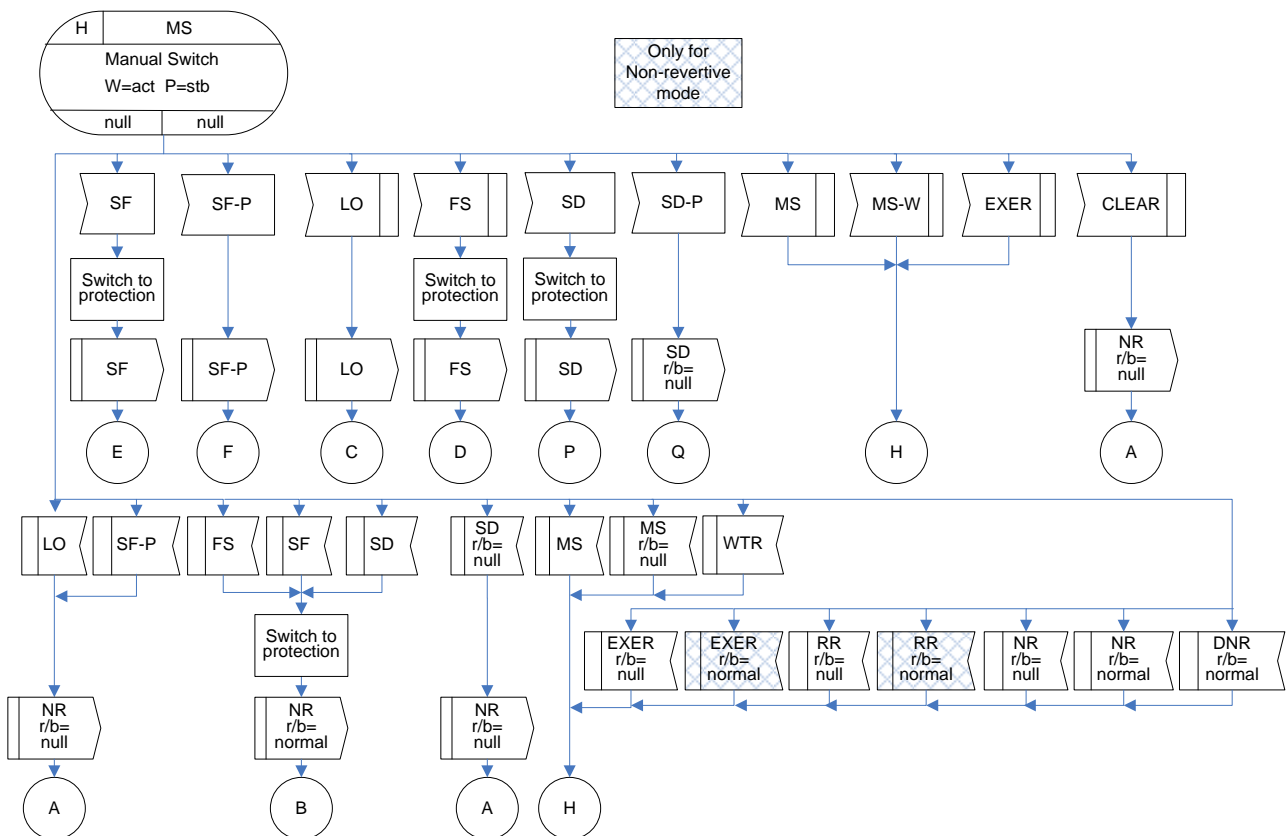 H MS
Manual Switch
W=act P=stb
null null
Only for
Non-revertive
mode
SF SF-P LO FS SD SD-P MS MS-W EXER CLEAR
Switch to
protection
Switch to
protection
Switch to
protection
SF SF-P LO FS SD
SD
r/b=
null
NR
r/b=
null
E F C D P Q H A
LO SF-P FS SF SD
SD
r/b=
null
MS
MS
r/b=
null
WTR
Switch to
protection
EXER
r/b=
null
EXER
r/b=
normal
RR
r/b=
null
RR
r/b=
normal
NR
r/b=
null
NR
r/b=
normal
DNR
r/b=
normal
NR
r/b=
null
NR
r/b=
normal
NR
r/b=
null
A B A H